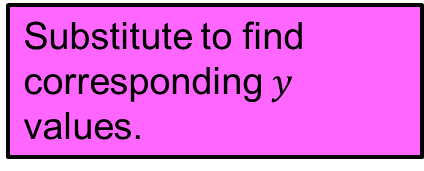 Substitute to find
corresponding y
values.